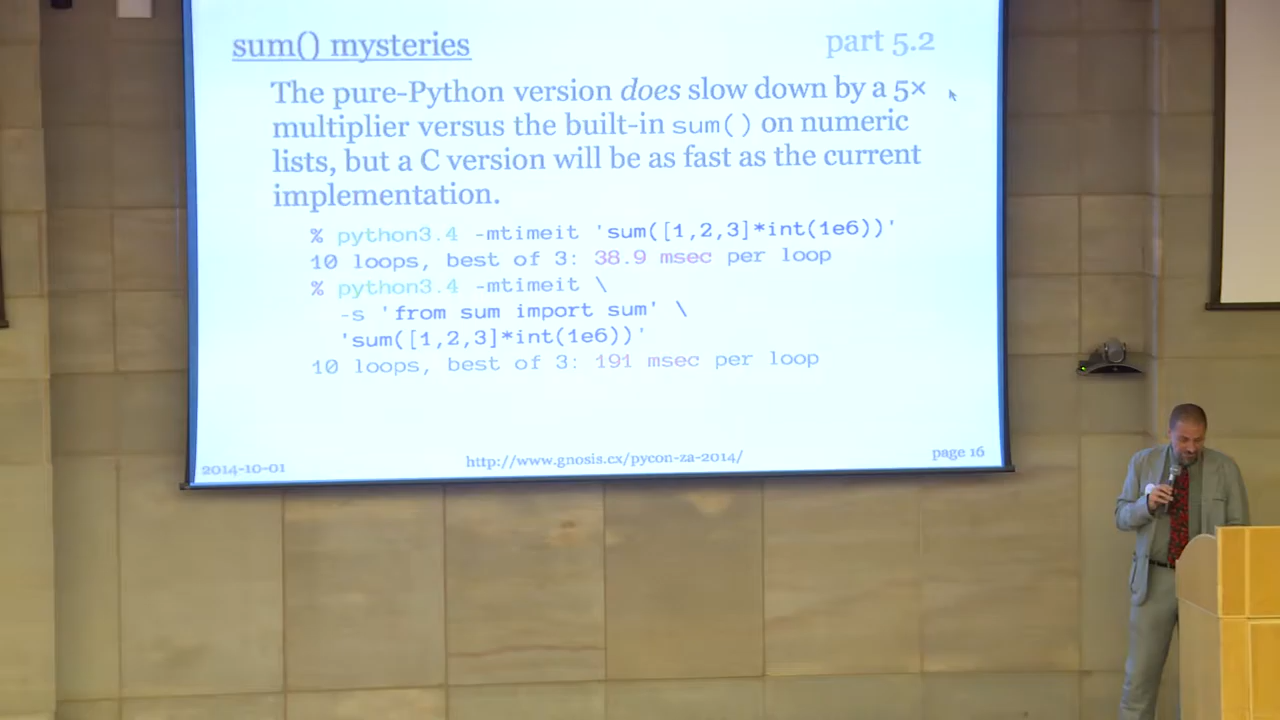 sum() mysteries
part 5.2
The pure-Python version does slow down by a 5×
multiplier versus the built-in sum() on numeric
lists, but a C version will be as fast as the current
implementation.
% python3.4 -mtimeit 'sum([1,2,3]*int(1e6))'
10 loops, best of 3: 38.9 msec per loop
% python3.4 -mtimeit \
-s 'from sum import sum' \
'sum([1,2,3]*int(1e6))'
10 loops, best of 3: 191 msec per loop
2014-10-01
http://www.gnosis.cx/pycon-za-2014/
page 16